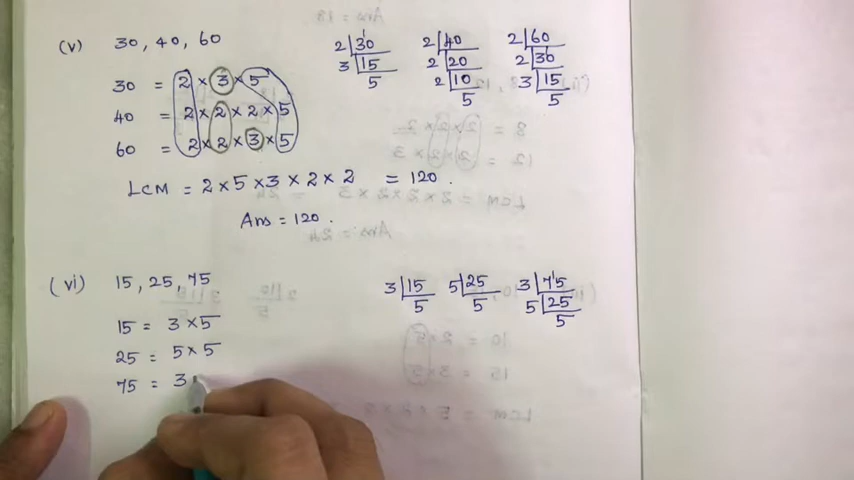 (v) 30, 40, 60
2 30 2 40 2 60
3 15 2 20 2 30
5 2 10 3 15
5 5
30 = 2 × 3 × 5
40 = 2 × 2 × 2 × 5
60 = 2 × 2 × 3 × 5
LCM = 2 × 5 × 3 × 2 × 2 = 120.
Ans = 120.
(vi) 15, 25, 75
3 15 5 25 3 75
5 5 5 25
5
15 = 3 × 5
25 = 5 × 5
75 = 3